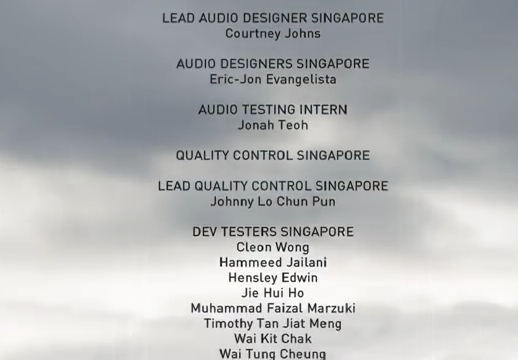 LEAD AUDIO DESIGNER SINGAPORE
Courtney Johns
AUDIO DESIGNERS SINGAPORE
Eric-Jon Evangelista
AUDIO TESTING INTERN
Jonah Teoh
QUALITY CONTROL SINGAPORE
LEAD QUALITY CONTROL SINGAPORE
Johnny Lo Chun Pun
DEV TESTERS SINGAPORE
Cleon Wong
Hammeed Jailani
Hensley Edwin
Jie Hui Ho
Muhammad Faizal Marzuki
Timothy Tan Jiat Meng
Wai Kit Chak
Wai Tung Cheung